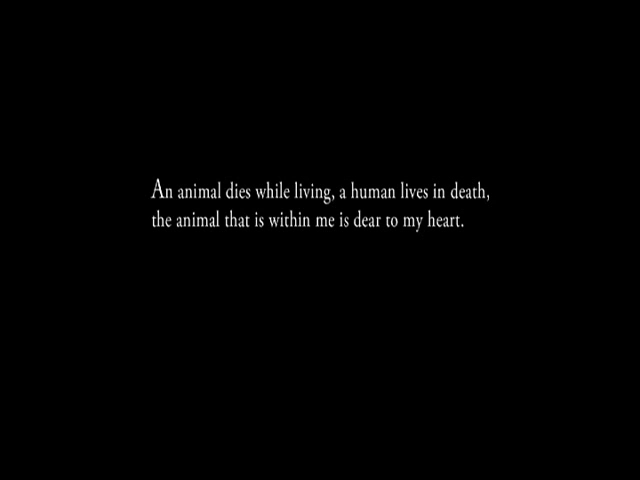 An animal dies while living, a human lives in death,
the animal that is within me is dear to my heart.